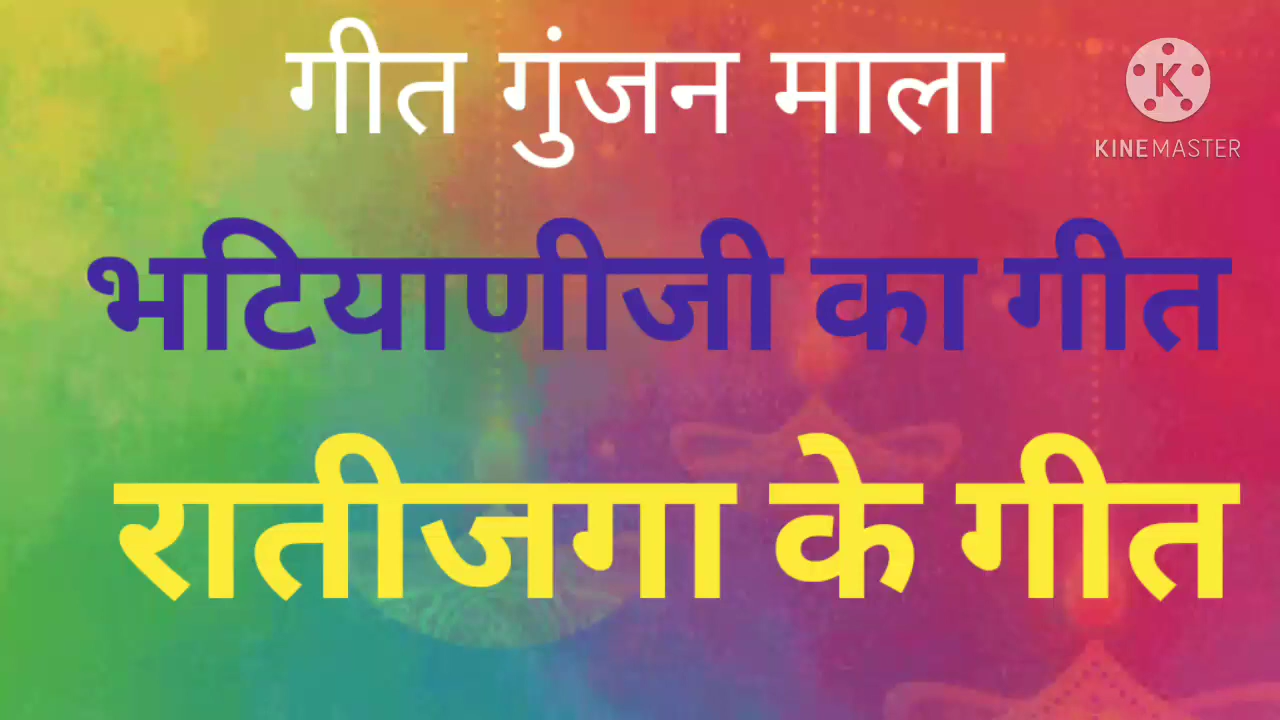 गीत गुंजन माला
KINEMASTER
भटियाणीजी का गीत
रातीजगा के गीत